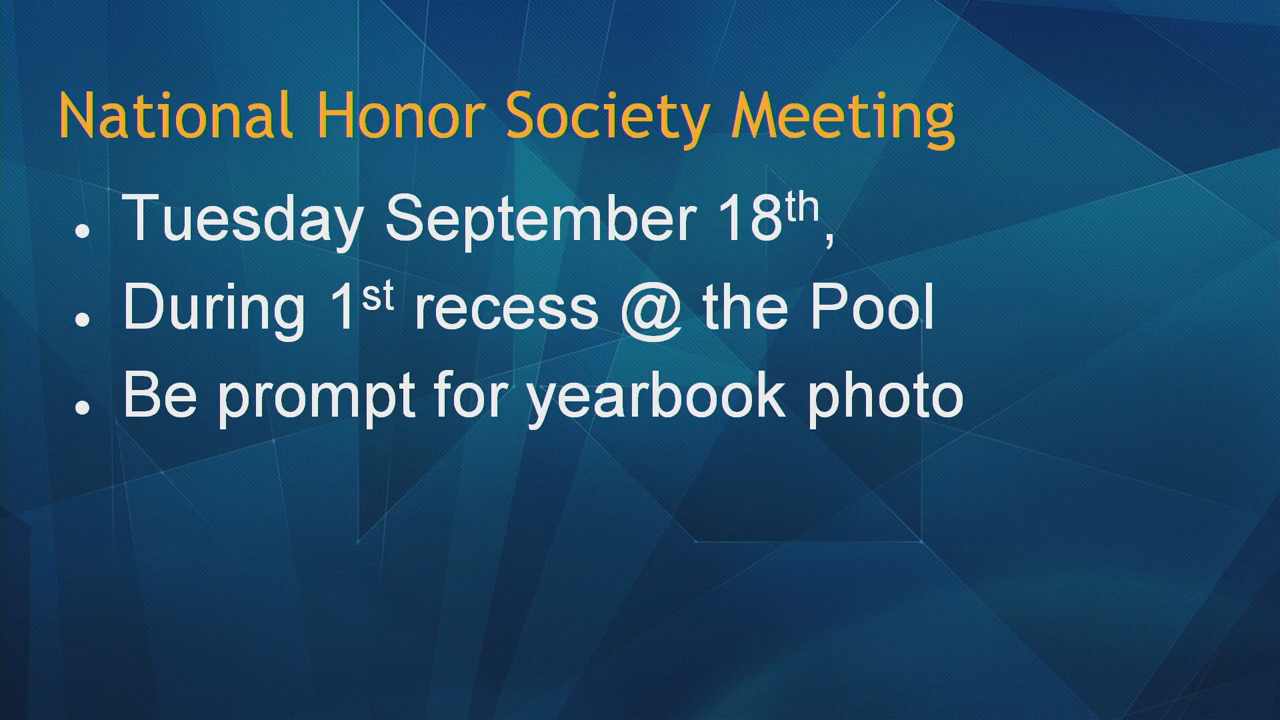 National Honor Society Meeting
• Tuesday September 18th,
• During 1st recess @ the Pool
• Be prompt for yearbook photo